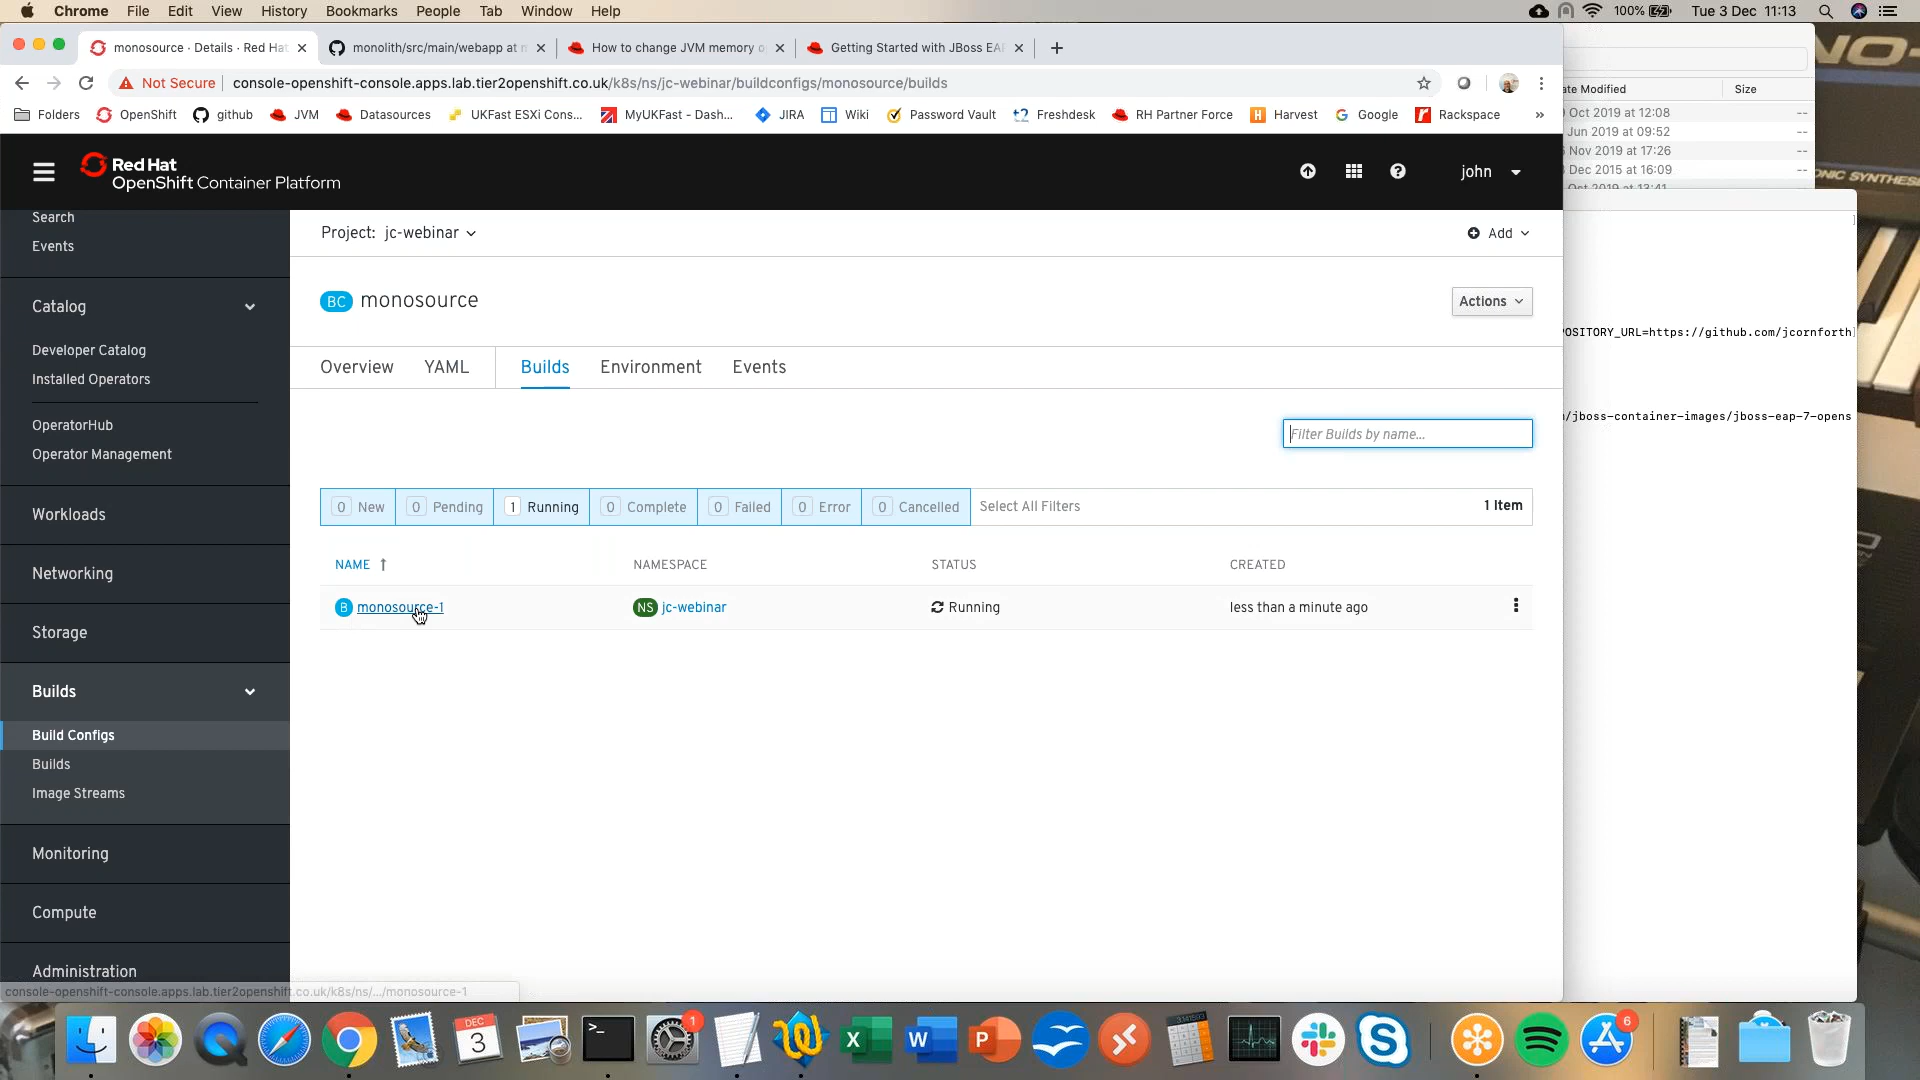 Chrome File Edit View History Bookmarks People Tab Window Help
100% Tue 3 Dec 11:13
monosource · Details · Red Hat
monolith/src/main/webapp at m
How to change JVM memory o
Getting Started with JBoss EAP
Not Secure console-openshift-console.apps.lab.tier2openshift.co.uk/k8s/ns/jc-webinar/buildconfigs/monosource/builds
Folders OpenShift github JVM Datasources UKFast ESXi Cons... MyUKFast - Dash... JIRA Wiki Password Vault Freshdesk RH Partner Force Harvest Google Rackspace »
Red Hat
OpenShift Container Platform
john
Search
Events
Catalog
Developer Catalog
Installed Operators
OperatorHub
Operator Management
Workloads
Networking
Storage
Builds
Build Configs
Builds
Image Streams
Monitoring
Compute
Administration
console-openshift-console.apps.lab.tier2openshift.co.uk/k8s/ns/.../monosource-1
Project: jc-webinar
Add
BC monosource
Actions
Overview YAML Builds Environment Events
Filter Builds by name...
0 New 0 Pending 1 Running 0 Complete 0 Failed 0 Error 0 Cancelled Select All Filters 1 Item
NAME NAMESPACE STATUS CREATED
B monosource-1 NS jc-webinar Running less than a minute ago
ate Modified Size
Oct 2019 at 12:08 --
Jun 2019 at 09:52 --
Nov 2019 at 17:26 --
Dec 2015 at 16:09 --
Oct 2019 at 13:41 --
OSITORY_URL=https://github.com/jcornforth
/jboss-container-images/jboss-eap-7-opens
DEC
3
1
6